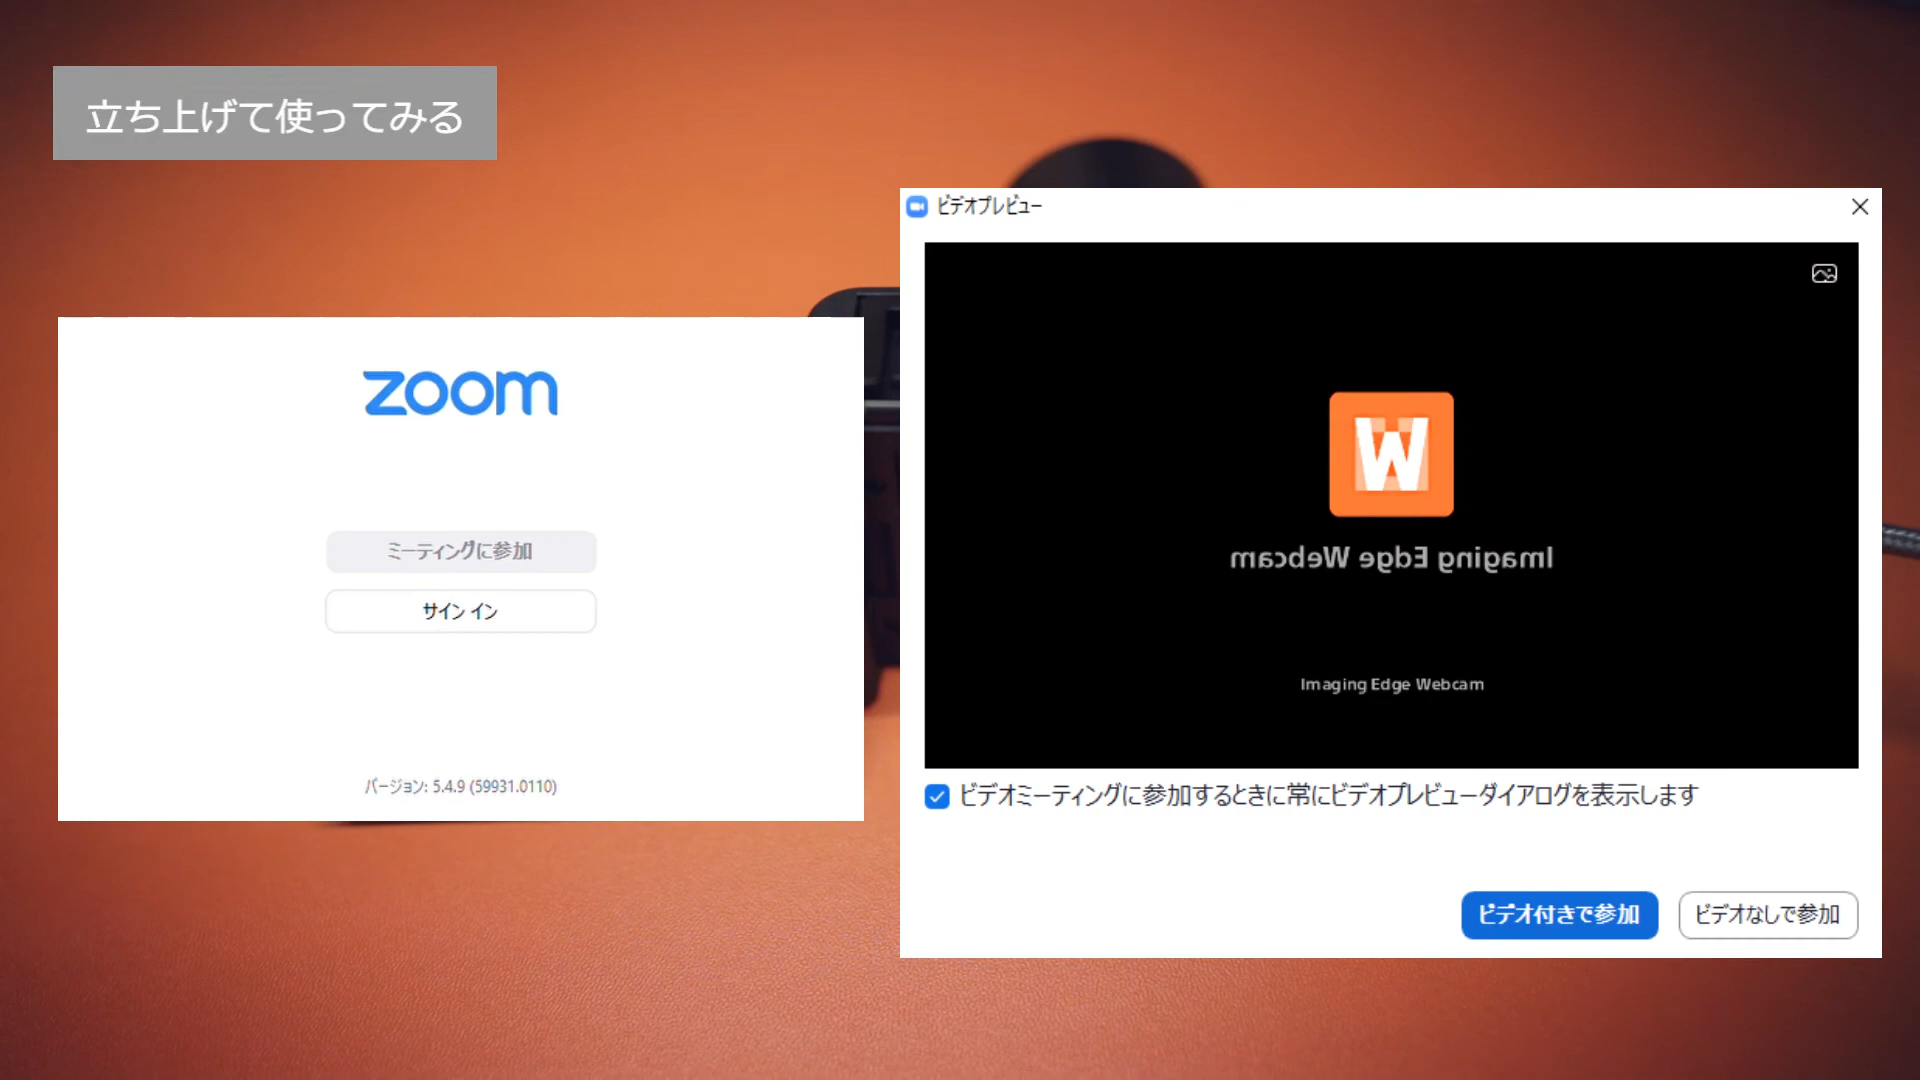 立ち上げて使ってみる
zoom
ミーティングに参加
サイン イン
バージョン: 5.4.9 (59931.0110)
ビデオプレビュー
W
Imaging Edge Webcam
Imaging Edge Webcam
ビデオミーティングに参加するときに常にビデオプレビューダイアログを表示します
ビデオ付きで参加
ビデオなしで参加